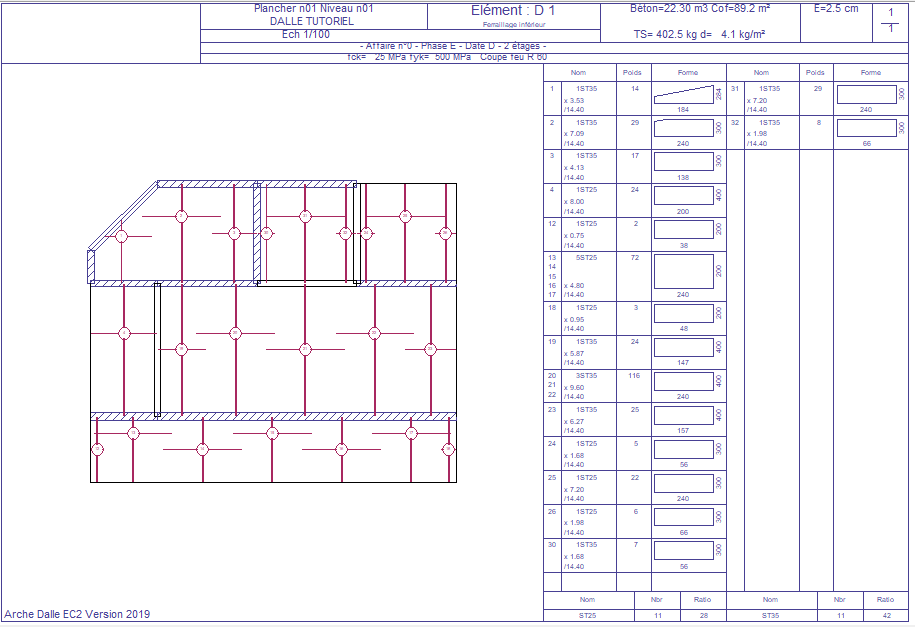 Plancher n01 Niveau n01
DALLE TUTORIEL
Elément : D 1
Ferraillage inférieur
Béton=22.30 m3 Cof=89.2 m²
TS= 402.5 kg d= 4.1 kg/m²
E=2.5 cm
1
1
Ech 1/100
- Affaire n°0 - Phase E - Date D - 2 étages -
fck= 25 MPa fyk= 500 MPa Coupe feu R 60
Nom Poids Forme
1 1ST35 14 284
x 3.53
/14.40 184
2 1ST35 29 300
x 7.09
/14.40 240
3 1ST35 17 300
x 4.13
/14.40 138
4 1ST25 24 400
x 8.00
/14.40 200
12 1ST25 2 200
x 0.75
/14.40 38
13 5ST25 72
14
15 200
16 x 4.80
17 /14.40 240
18 1ST25 3 200
x 0.95
/14.40 48
19 1ST35 24 400
x 5.87
/14.40 147
20 3ST35 116
21 x 9.60 400
22 /14.40 240
23 1ST35 25 400
x 6.27
/14.40 157
24 1ST25 5 300
x 1.68
/14.40 56
25 1ST25 22 300
x 7.20
/14.40 240
26 1ST25 6 300
x 1.98
/14.40 66
30 1ST35 7 300
x 1.68
/14.40 56
Nom Poids Forme
31 1ST35 29 300
x 7.20
/14.40 240
32 1ST35 8 300
x 1.98
/14.40 66
Nom Nbr Ratio Nom Nbr Ratio
ST25 11 28 ST35 11 42
Arche Dalle EC2 Version 2019